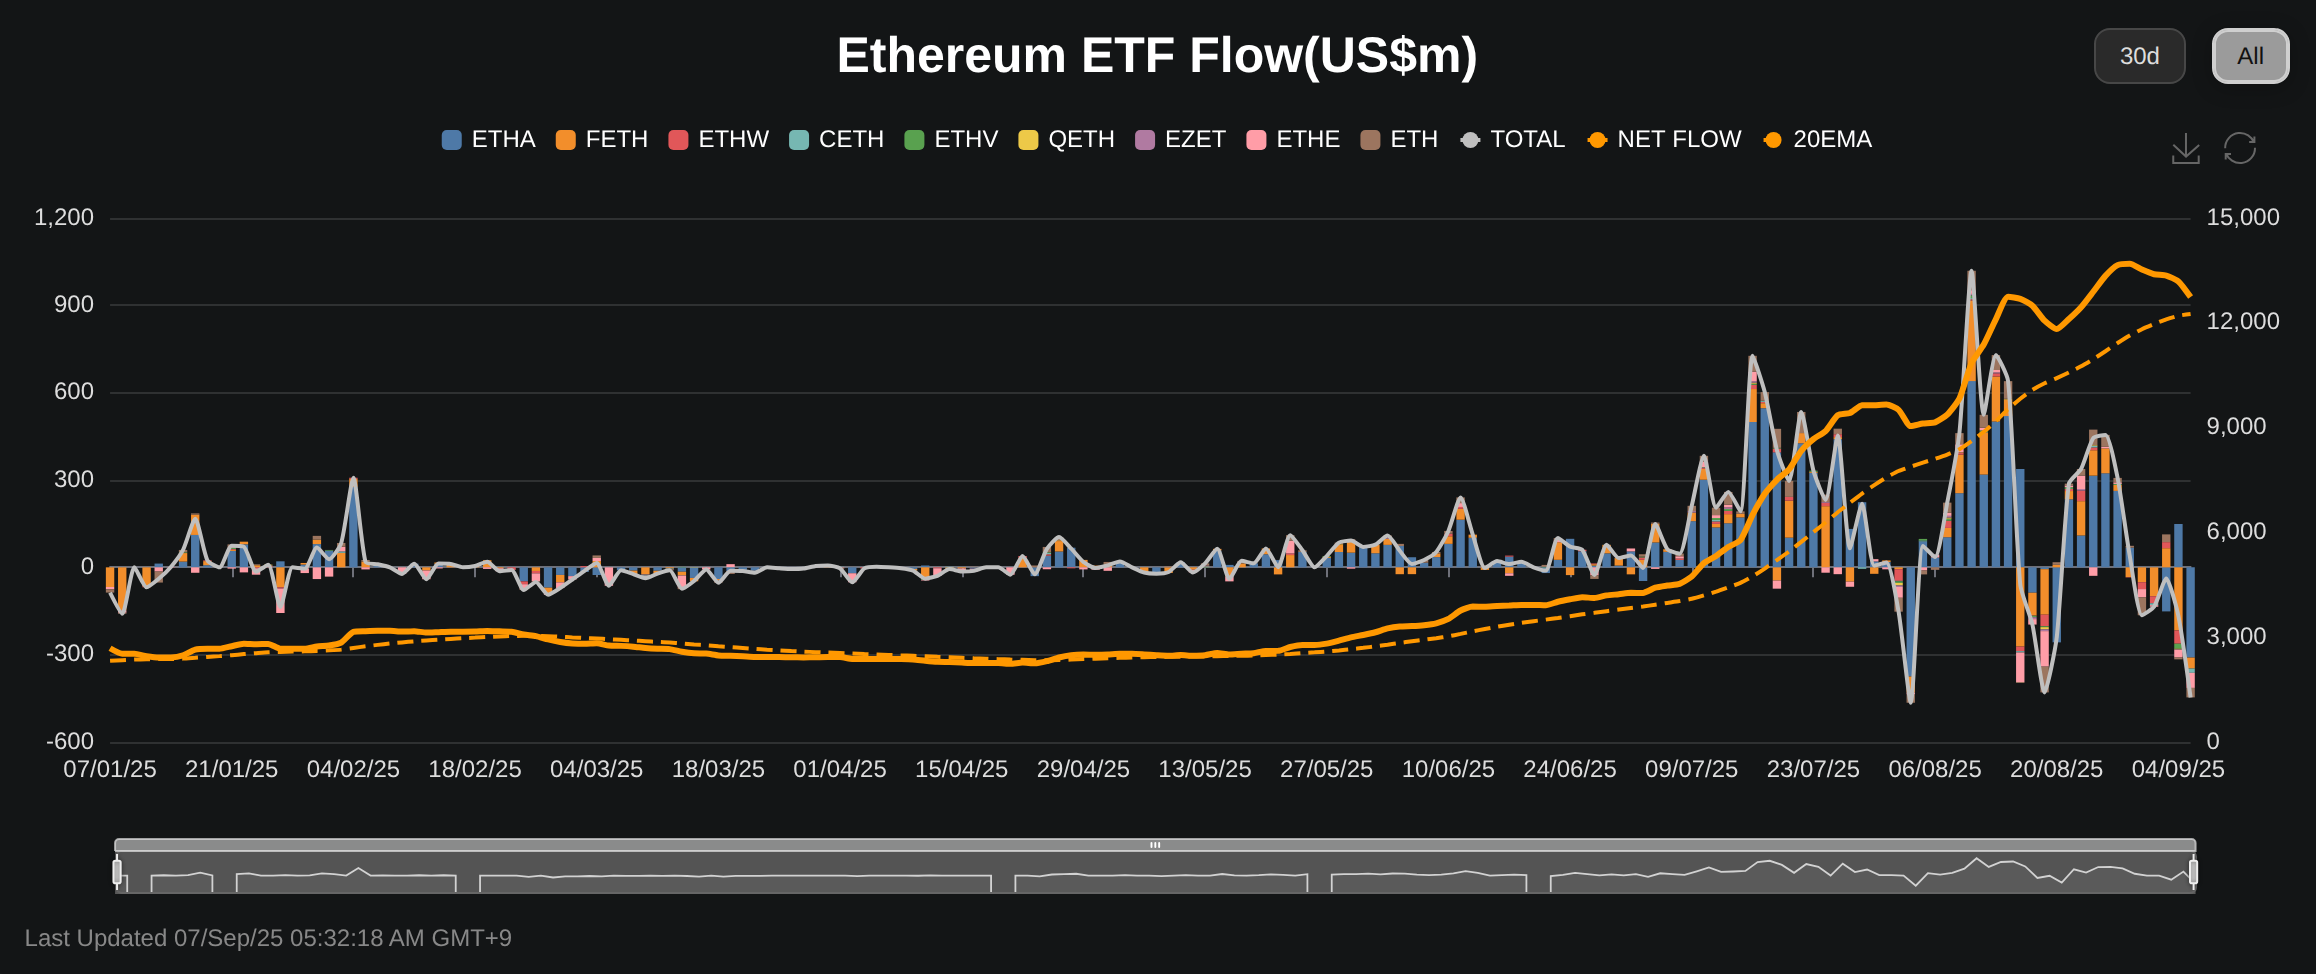 Ethereum ETF Flow(US$m)
30d
All
ETHA FETH ETHW CETH ETHV QETH EZET ETHE ETH TOTAL NET FLOW 20EMA
1,200 15,000
900 12,000
600 9,000
300 6,000
0
-300 3,000
-600 0
07/01/25 21/01/25 04/02/25 18/02/25 04/03/25 18/03/25 01/04/25 15/04/25 29/04/25 13/05/25 27/05/25 10/06/25 24/06/25 09/07/25 23/07/25 06/08/25 20/08/25 04/09/25
Last Updated 07/Sep/25 05:32:18 AM GMT+9